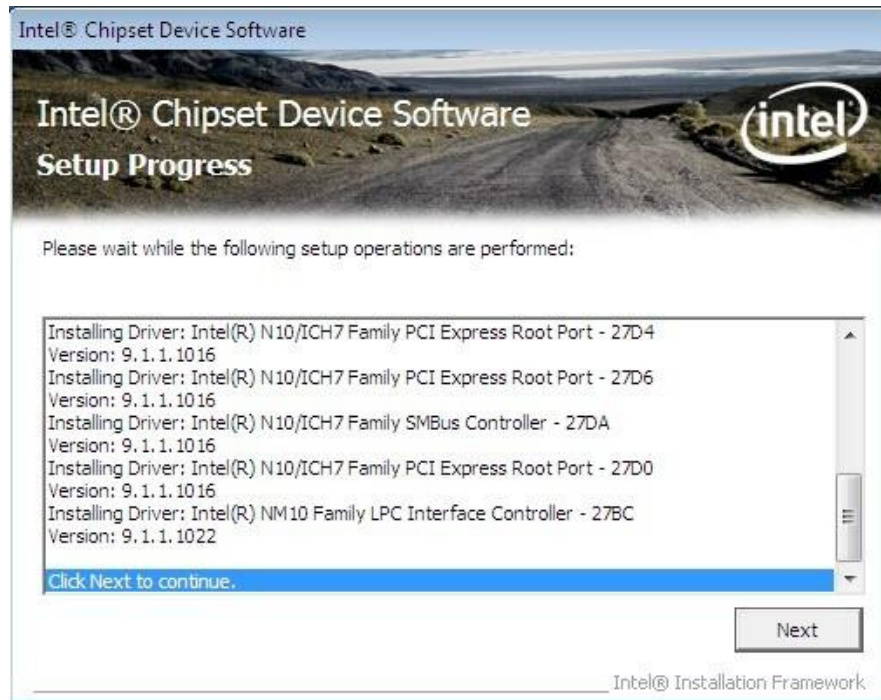 Intel® Chipset Device Software
Intel® Chipset Device Software
intel
Setup Progress
Please wait while the following setup operations are performed:
Installing Driver: Intel(R) N10/ICH7 Family PCI Express Root Port - 27D4
Version: 9.1.1.1016
Installing Driver: Intel(R) N10/ICH7 Family PCI Express Root Port - 27D6
Version: 9.1.1.1016
Installing Driver: Intel(R) N10/ICH7 Family SMBus Controller - 27DA
Version: 9.1.1.1016
Installing Driver: Intel(R) N10/ICH7 Family PCI Express Root Port - 27D0
Version: 9.1.1.1016
Installing Driver: Intel(R) NM10 Family LPC Interface Controller - 27BC
Version: 9.1.1.1022
Click Next to continue.
Next
Intel® Installation Framework